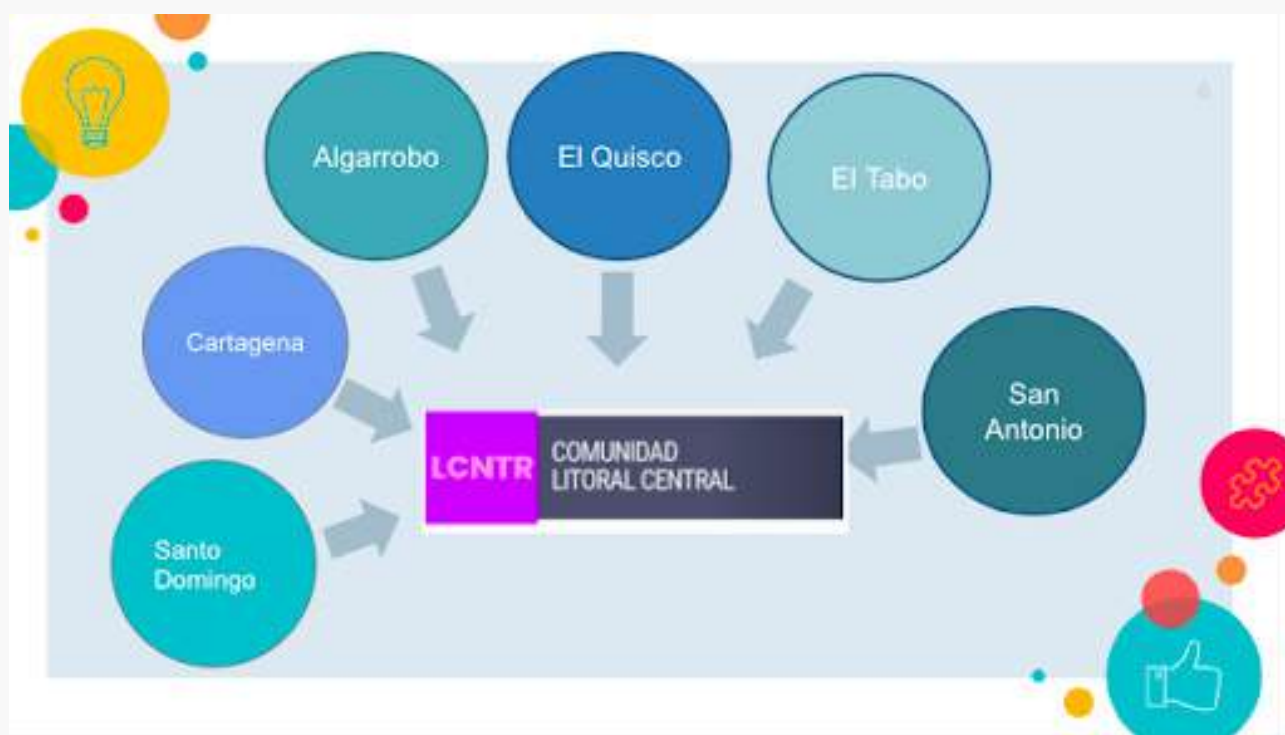 Algarrobo
El Quisco
El Tabo
Cartagena
San
Antonio
LCNTR
COMUNIDAD
LITORAL CENTRAL
Santo
Domingo